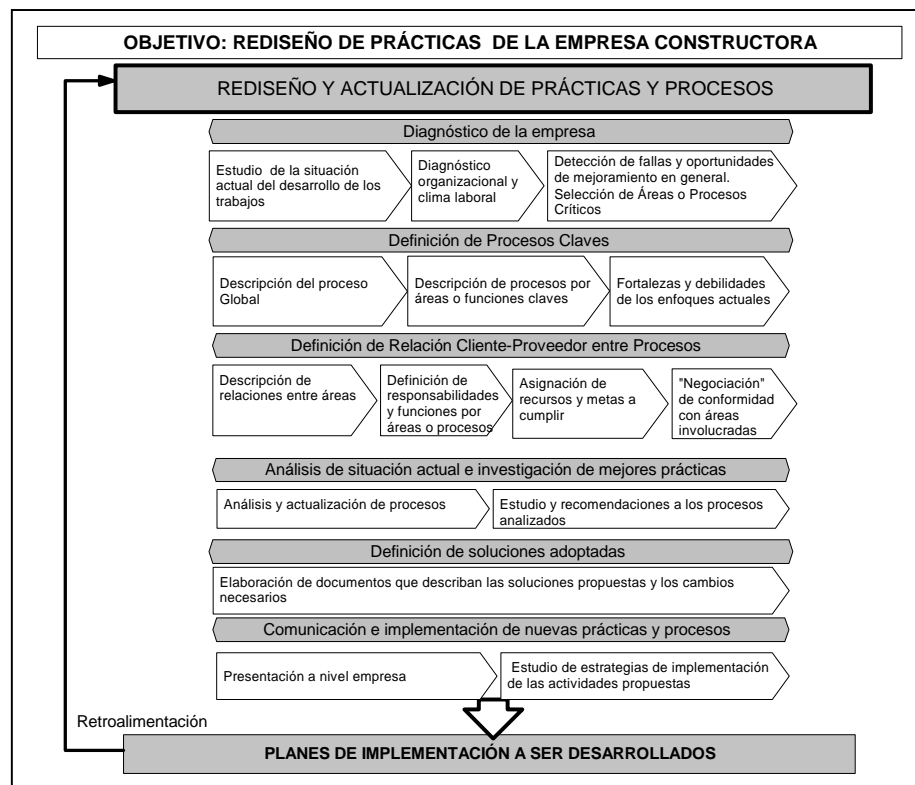 OBJETIVO: REDISEÑO DE PRÁCTICAS DE LA EMPRESA CONSTRUCTORA
REDISEÑO Y ACTUALIZACIÓN DE PRÁCTICAS Y PROCESOS
Diagnóstico de la empresa
Estudio de la situación
actual del desarrollo de los
trabajos
Diagnóstico
organizacional y
clima laboral
Detección de fallas y oportunidades
de mejoramiento en general.
Selección de Áreas o Procesos
Críticos
Definición de Procesos Claves
Descripción del proceso
Global
Descripción de procesos por
áreas o funciones claves
Fortalezas y debilidades
de los enfoques actuales
Definición de Relación Cliente-Proveedor entre Procesos
Descripción de
relaciones entre áreas
Definición de
responsabilidades
y funciones por
áreas o procesos
Asignación de
recursos y metas a
cumplir
"Negociación"
de conformidad
con áreas
involucradas
Análisis de situación actual e investigación de mejores prácticas
Análisis y actualización de procesos
Estudio y recomendaciones a los procesos
analizados
Definición de soluciones adoptadas
Elaboración de documentos que describan las soluciones propuestas y los cambios
necesarios
Comunicación e implementación de nuevas prácticas y procesos
Presentación a nivel empresa
Estudio de estrategias de implementación
de las actividades propuestas
Retroalimentación
PLANES DE IMPLEMENTACIÓN A SER DESARROLLADOS